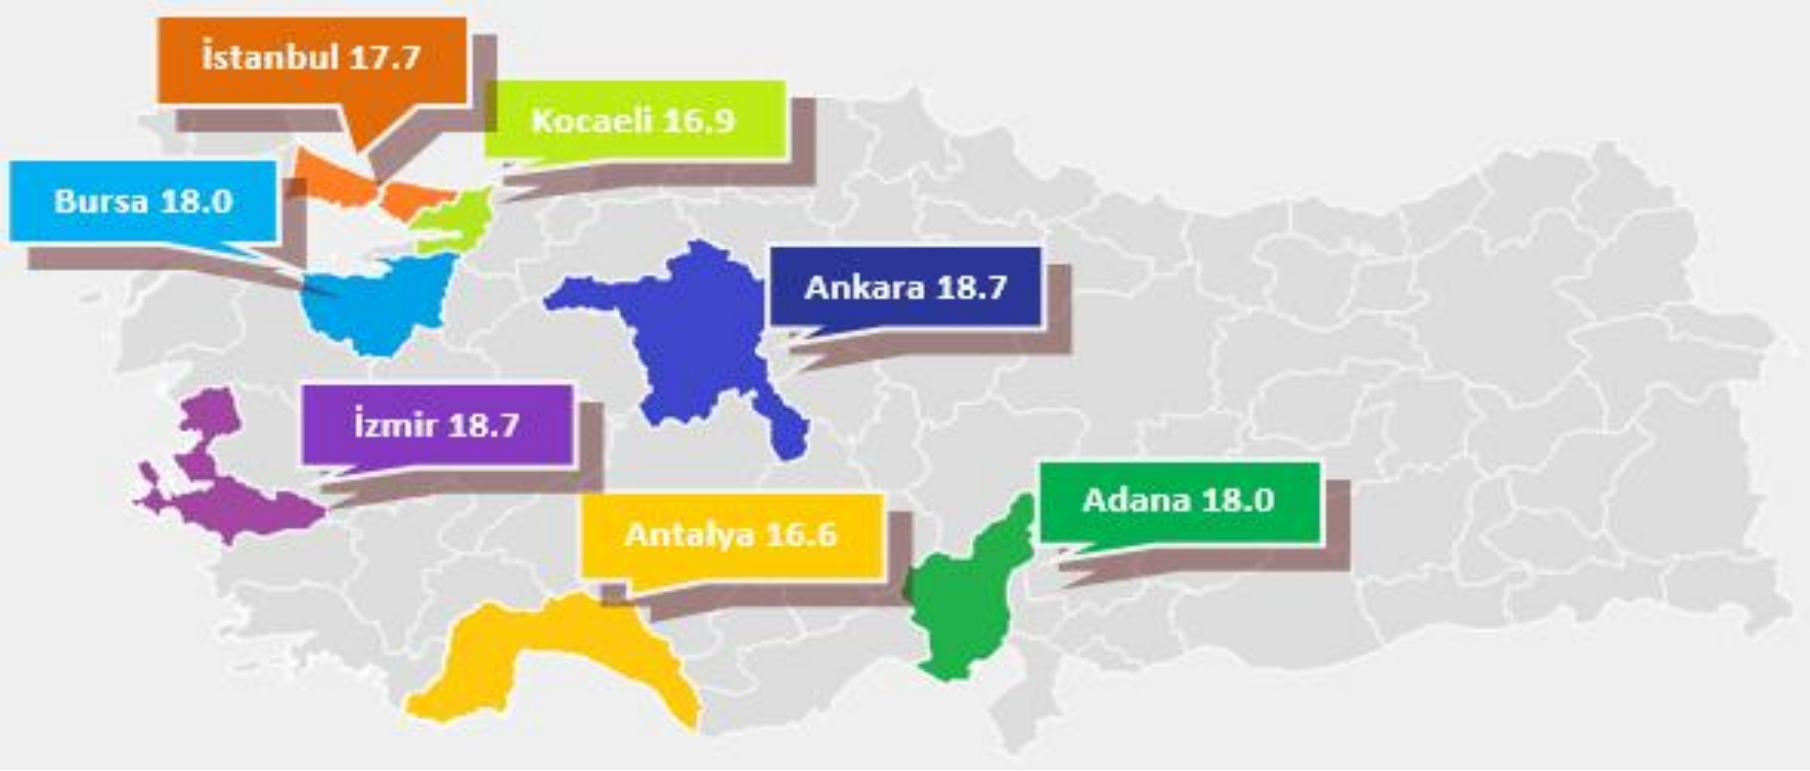 İstanbul 17.7
Kocaeli 16.9
Bursa 18.0
Ankara 18.7
İzmir 18.7
Antalya 16.6
Adana 18.0